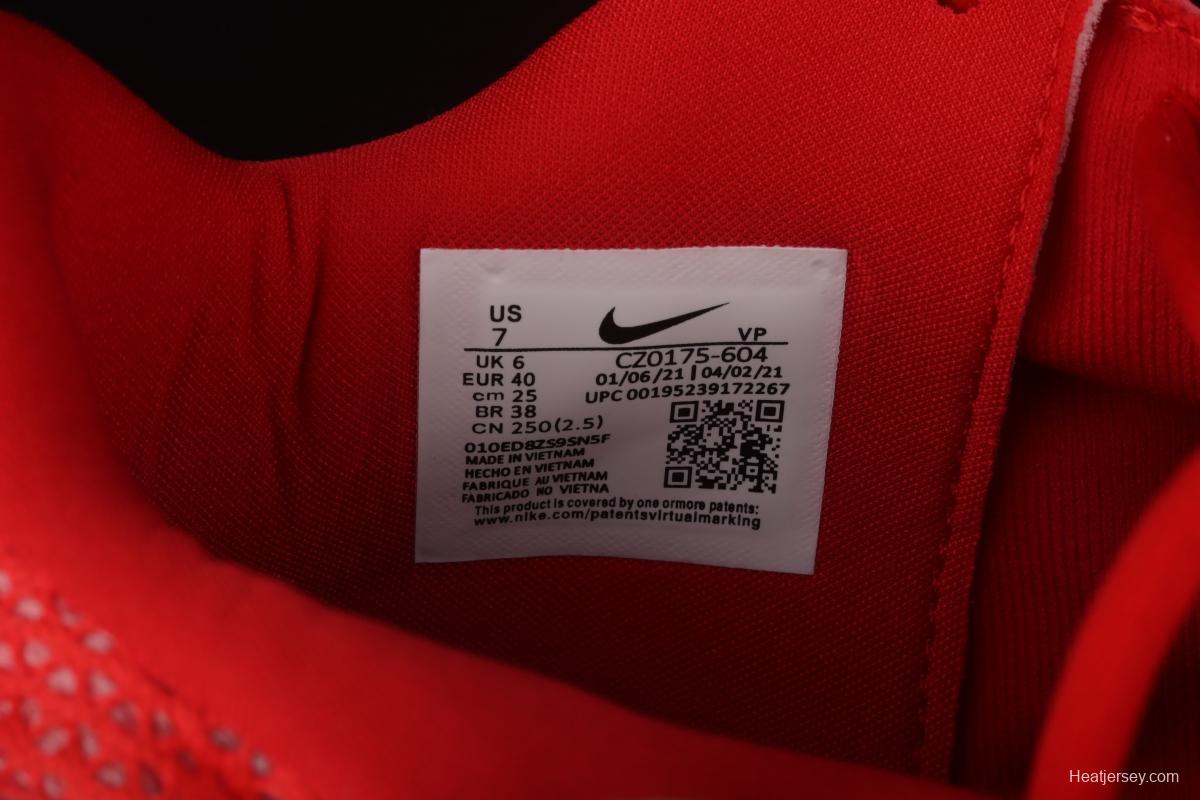 US
7
VP
UK 6
CZ0175-604
EUR 40
01/06/21 | 04/02/21
cm 25
UPC 00195239172267
BR 38
CN 250(2.5)
010ED8ZS9SN5F
MADE IN VIETNAM
HECHO EN VIETNAM
FABRIQUE AU VIETNAM
FABRICADO NO VIETNA
This product is covered by one ormore patents:
www.nike.com/patentsvirtualmarking
Heatjersey.com